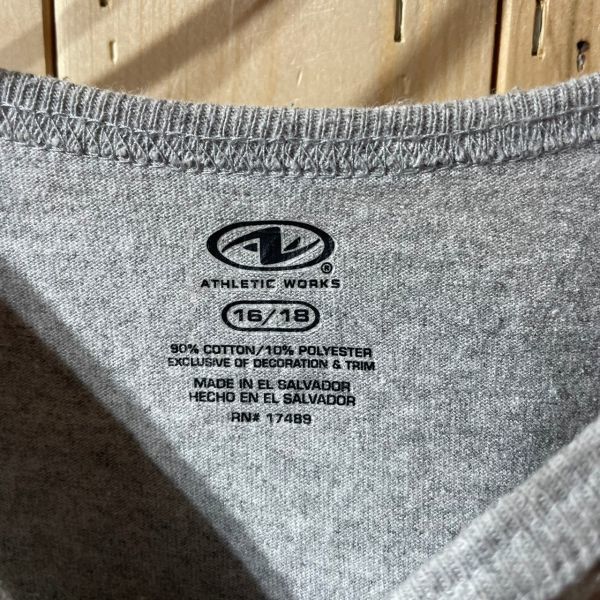 ATHLETIC WORKS
16/18
90% COTTON/10% POLYESTER
EXCLUSIVE OF DECORATION & TRIM
MADE IN EL SALVADOR
HECHO EN EL SALVADOR
RN# 17489